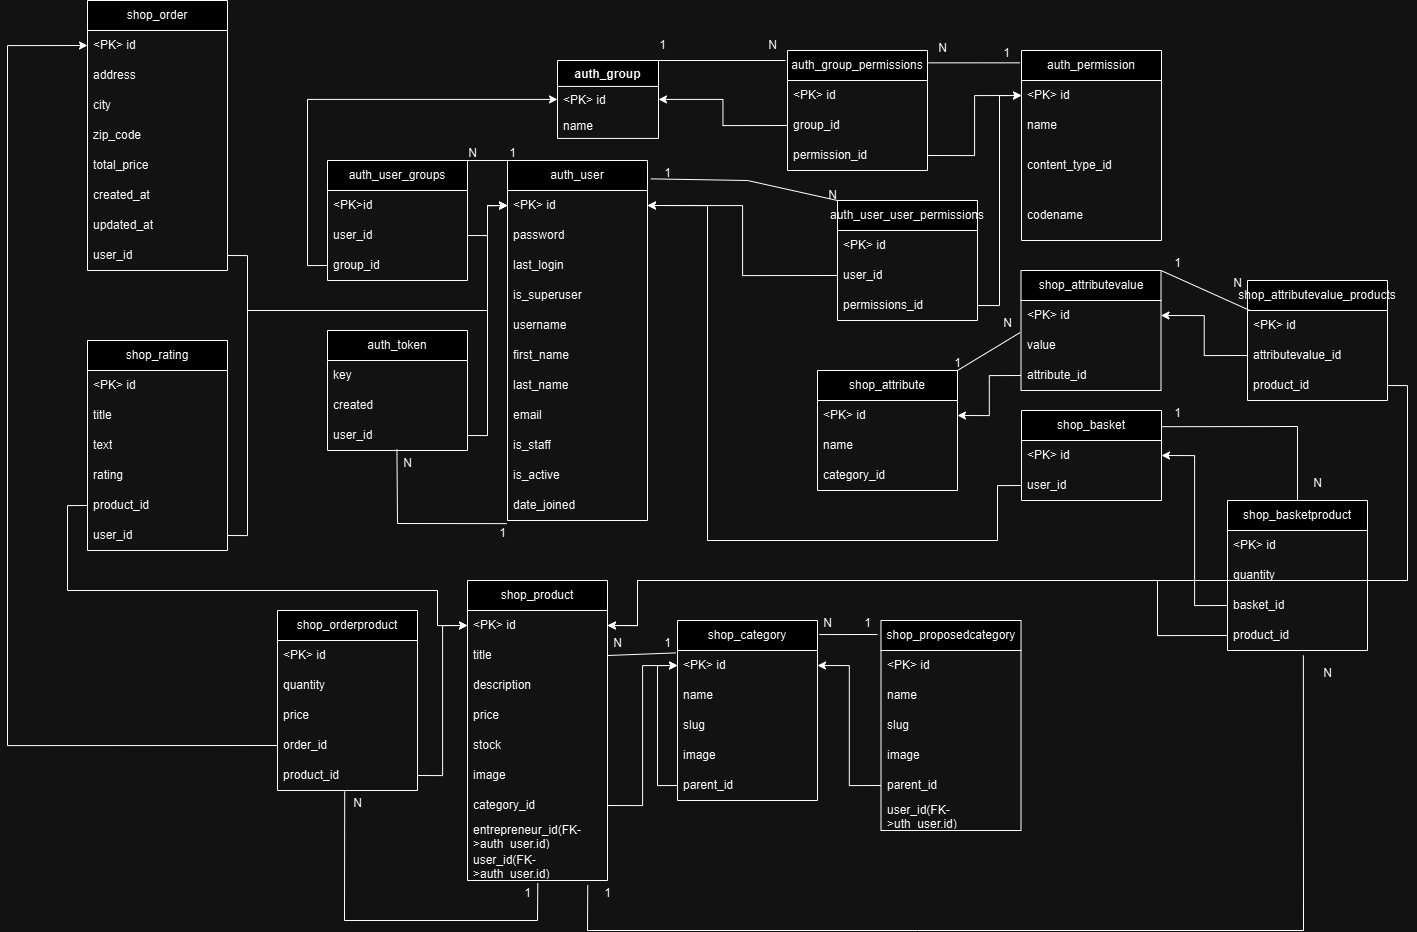 shop_order
<PK> id
address
city
zip_code
total_price
created_at
updated_at
user_id
1
N
auth_group
<PK> id
name
auth_group_permissions
<PK> id
group_id
permission_id
N
1
auth_permission
<PK> id
name
content_type_id
codename
N
1
auth_user_groups
<PK>id
user_id
group_id
auth_user
<PK> id
password
last_login
is_superuser
username
first_name
last_name
email
is_staff
is_active
date_joined
1
N
auth_user_user_permissions
<PK> id
user_id
permissions_id
shop_attributevalue
<PK> id
value
attribute_id
1
N
shop_attributevalue_products
<PK> id
attributevalue_id
product_id
N
1
shop_rating
<PK> id
title
text
rating
product_id
user_id
auth_token
key
created
user_id
N
1
shop_attribute
<PK> id
name
category_id
shop_basket
<PK> id
user_id
1
N
shop_basketproduct
<PK> id
quantity
basket_id
product_id
N
shop_orderproduct
<PK> id
quantity
price
order_id
product_id
N
shop_product
<PK> id
title
description
price
stock
image
category_id
entrepreneur_id(FK-
>auth_user.id)
user_id(FK-
>auth_user.id)
1
1
N
1
shop_category
<PK> id
name
slug
image
parent_id
N
1
shop_proposedcategory
<PK> id
name
slug
image
parent_id
user_id(FK-
>uth_user.id)